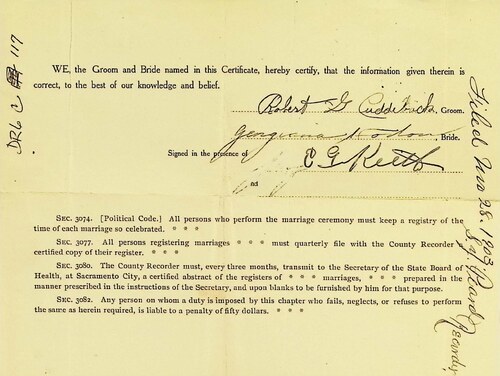 WE, the Groom and Bride named in this Certificate, hereby certify, that the information given therein is
correct, to the best of our knowledge and belief.
Robert G Cuddeback, Groom.
Georgiana, Bride.
Signed in the presence of E G Keith
and
SEC. 3074. [Political Code.] All persons who perform the marriage ceremony must keep a registry of the
time of each marriage so celebrated. * * *
SEC. 3077. All persons registering marriages * * * must quarterly file with the County Recorder a
certified copy of their register. * * *
SEC. 3080. The County Recorder must, every three months, transmit to the Secretary of the State Board of
Health, at Sacramento City, a certified abstract of the registers of * * * marriages, * * * prepared in the
manner prescribed in the instructions of the Secretary, and upon blanks to be furnished by him for that purpose.
SEC. 3082. Any person on whom a duty is imposed by this chapter who fails, neglects, or refuses to perform
the same as herein required, is liable to a penalty of fifty dollars. * * *
117
Filed Nov 28. 1903
Recorder